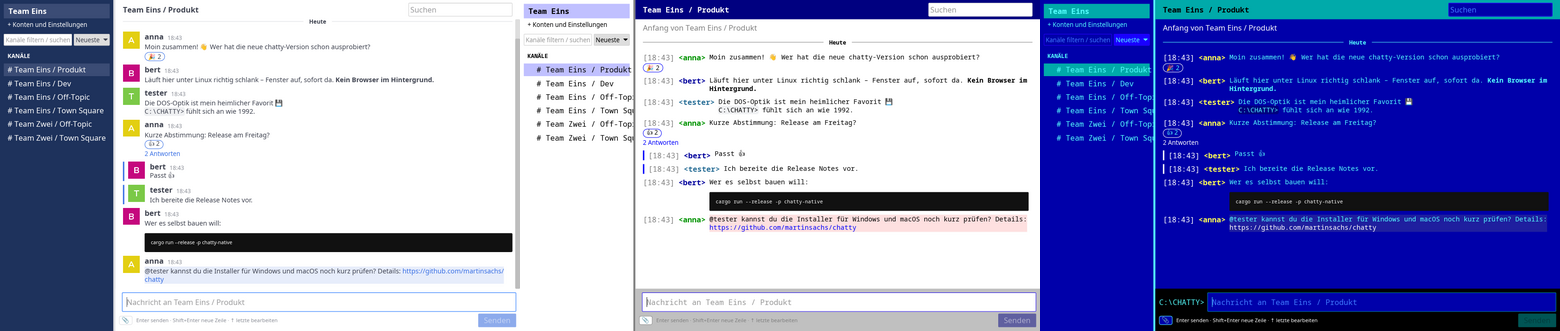 Team Eins
+ Konten und Einstellungen
Kanäle filtern / suchen
Neueste
KANÄLE
# Team Eins / Produkt
# Team Eins / Dev
# Team Eins / Off-Topic
# Team Eins / Town Square
# Team Zwei / Off-Topic
# Team Zwei / Town Square
Team Eins / Produkt
Suchen
Heute
anna 18:43
Moin zusammen! 👋 Wer hat die neue chatty-Version schon ausprobiert?
🎉 2
bert 18:43
Läuft hier unter Linux richtig schlank – Fenster auf, sofort da. Kein Browser im Hintergrund.
tester 18:43
Die DOS-Optik ist mein heimlicher Favorit 💾
C:\CHATTY> fühlt sich an wie 1992.
anna 18:43
Kurze Abstimmung: Release am Freitag?
👍 2
2 Antworten
bert 18:43
Passt 👍
tester 18:43
Ich bereite die Release Notes vor.
bert 18:43
Wer es selbst bauen will:
cargo run --release -p chatty-native
anna 18:43
@tester kannst du die Installer für Windows und macOS noch kurz prüfen? Details: https://github.com/martinsachs/
chatty
Nachricht an Team Eins / Produkt
Enter senden · Shift+Enter neue Zeile · ↑ letzte bearbeiten
Senden
Team Eins
+ Konten und Einstellungen
Kanäle filtern / suchen
Neueste
KANÄLE
# Team Eins / Produkt
# Team Eins / Dev
# Team Eins / Off-Topi
# Team Eins / Town Squ
# Team Zwei / Off-Topi
# Team Zwei / Town Squ
Team Eins / Produkt
Suchen
Anfang von Team Eins / Produkt
Heute
[18:43] <anna> Moin zusammen! 👋 Wer hat die neue chatty-Version schon ausprobiert?
🎉 2
[18:43] <bert> Läuft hier unter Linux richtig schlank – Fenster auf, sofort da. Kein Browser im
Hintergrund.
[18:43] <tester> Die DOS-Optik ist mein heimlicher Favorit 💾
C:\CHATTY> fühlt sich an wie 1992.
[18:43] <anna> Kurze Abstimmung: Release am Freitag?
👍 2
2 Antworten
[18:43] <bert> Passt 👍
[18:43] <tester> Ich bereite die Release Notes vor.
[18:43] <bert> Wer es selbst bauen will:
cargo run --release -p chatty-native
[18:43] <anna> @tester kannst du die Installer für Windows und macOS noch kurz prüfen? Details:
https://github.com/martinsachs/chatty
Nachricht an Team Eins / Produkt
Enter senden · Shift+Enter neue Zeile · ↑ letzte bearbeiten
Senden
Team Eins
+ Konten und Einstellungen
Kanäle filtern / suchen
Neueste
KANÄLE
# Team Eins / Produkt
# Team Eins / Dev
# Team Eins / Off-Top
# Team Eins / Town Sq
# Team Zwei / Off-Top
# Team Zwei / Town Sq
Team Eins / Produkt
Suchen
Anfang von Team Eins / Produkt
Heute
[18:43] <anna> Moin zusammen! 👋 Wer hat die neue chatty-Version schon ausprobiert?
🎉 2
[18:43] <bert> Läuft hier unter Linux richtig schlank – Fenster auf, sofort da. Kein Browser im
Hintergrund.
[18:43] <tester> Die DOS-Optik ist mein heimlicher Favorit 💾
C:\CHATTY> fühlt sich an wie 1992.
[18:43] <anna> Kurze Abstimmung: Release am Freitag?
👍 2
2 Antworten
[18:43] <bert> Passt 👍
[18:43] <tester> Ich bereite die Release Notes vor.
[18:43] <bert> Wer es selbst bauen will:
cargo run --release -p chatty-native
[18:43] <anna> @tester kannst du die Installer für Windows und macOS noch kurz prüfen? Details:
https://github.com/martinsachs/chatty
C:\CHATTY> Nachricht an Team Eins / Produkt
Enter senden · Shift+Enter neue Zeile · ↑ letzte bearbeiten